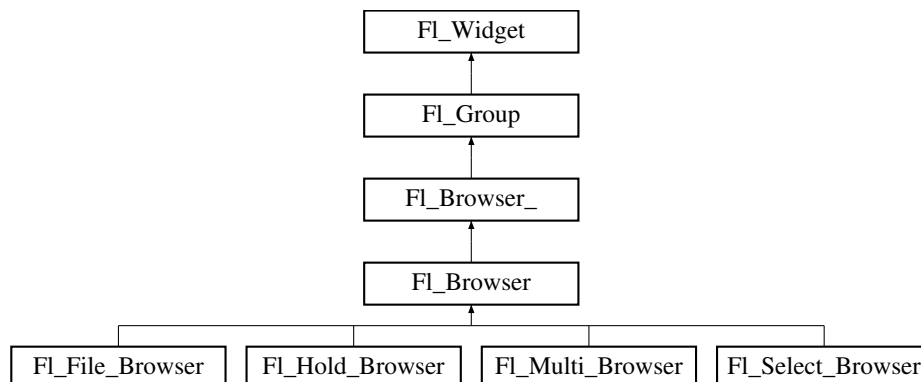 Fl_Widget
Fl_Group
Fl_Browser_
Fl_Browser
Fl_File_Browser Fl_Hold_Browser Fl_Multi_Browser Fl_Select_Browser